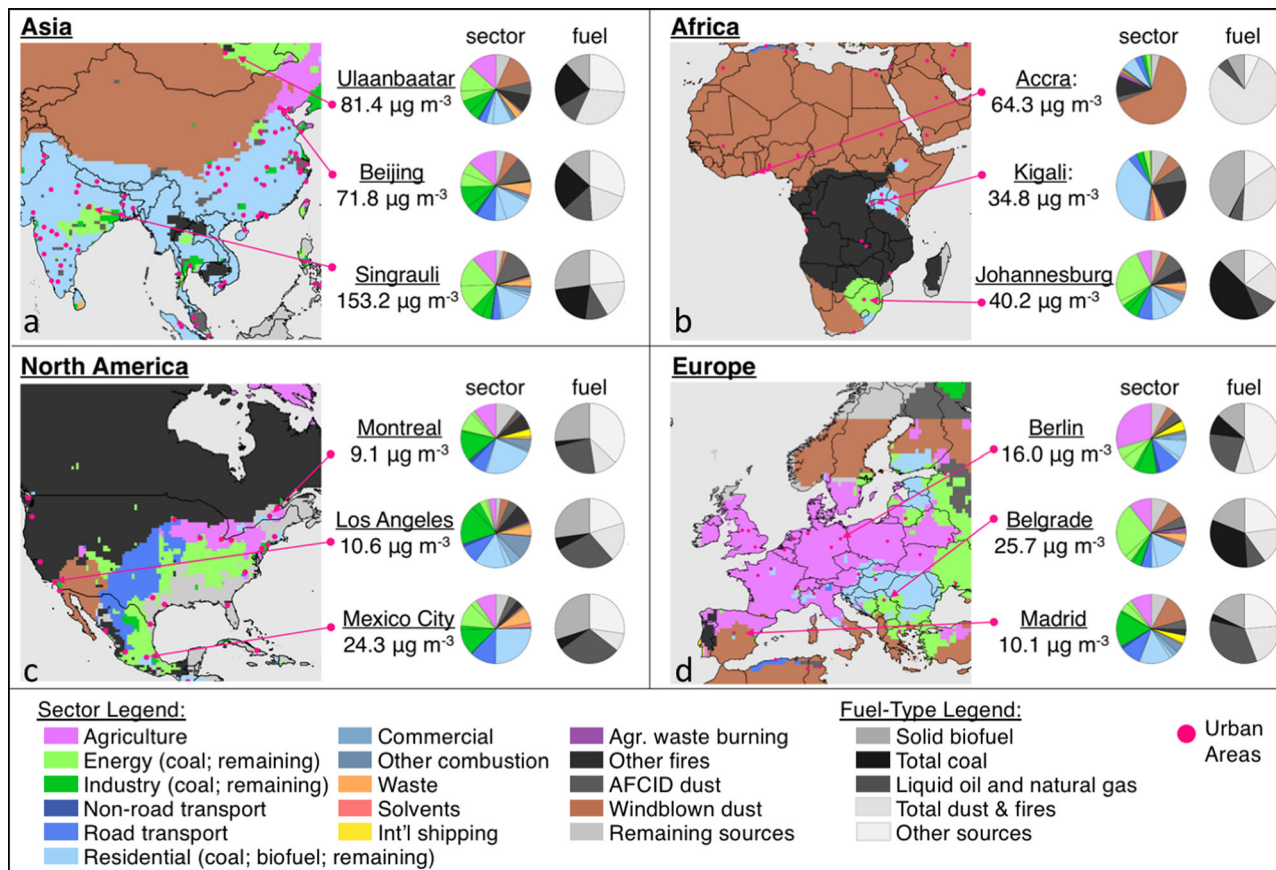 Asia
sector
fuel
Ulaanbaatar
81.4 µg m-3
Beijing
71.8 µg m-3
Singrauli
153.2 µg m-3
a
Africa
sector
fuel
Accra:
64.3 µg m-3
Kigali:
34.8 µg m-3
Johannesburg
40.2 µg m-3
b
North America
sector
fuel
Montreal
9.1 µg m-3
Los Angeles
10.6 µg m-3
Mexico City
24.3 µg m-3
c
Europe
sector
fuel
Berlin
16.0 µg m-3
Belgrade
25.7 µg m-3
Madrid
10.1 µg m-3
d
Sector Legend:
Agriculture
Energy (coal; remaining)
Industry (coal; remaining)
Non-road transport
Road transport
Residential (coal; biofuel; remaining)
Commercial
Other combustion
Waste
Solvents
Int'l shipping
Agr. waste burning
Other fires
AFCID dust
Windblown dust
Remaining sources
Fuel-Type Legend:
Solid biofuel
Total coal
Liquid oil and natural gas
Total dust & fires
Other sources
Urban
Areas